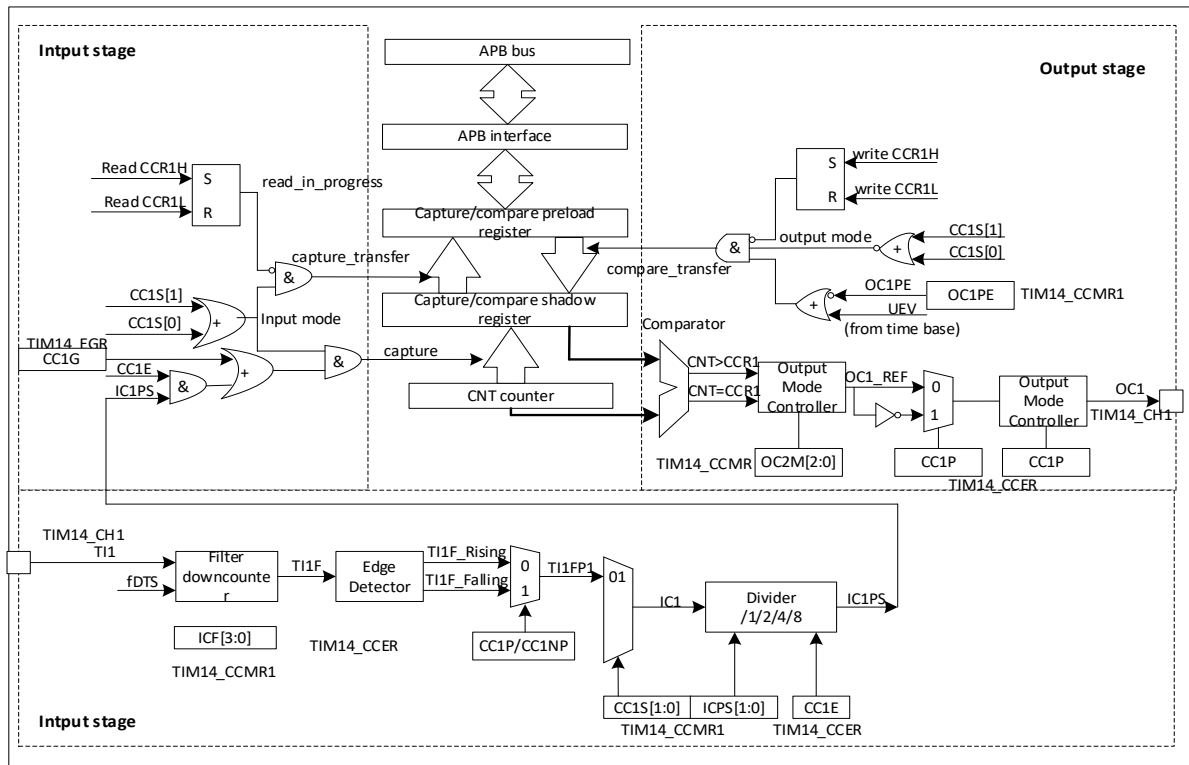 Intput stage
APB bus
Output stage
APB interface
Read CCR1H
S
read_in_progress
Read CCR1L
R
S
write CCR1H
R
write CCR1L
Capture/compare preload
register
capture_transfer
&
output mode
CC1S[1]
+
CC1S[0]
&
compare_transfer
CC1S[1]
+
CC1S[0]
Input mode
Capture/compare shadow
register
OC1PE
OC1PE
TIM14_CCMR1
+
UEV
(from time base)
Comparator
TIM14_EGR
CC1G
+
CC1E
&
IC1PS
&
capture
CNT counter
CNT>CCR1
CNT=CCR1
Output
Mode
Controller
OC1_REF
0
1
Output
Mode
Controller
OC1
TIM14_CH1
TIM14_CCMR
OC2M[2:0]
CC1P
CC1P
TIM14_CCER
TIM14_CH1
TI1
fDTS
Filter
downcounte
r
TI1F
Edge
Detector
TI1F_Rising
TI1F_Falling
0
1
TI1FP1
01
IC1
Divider
/1/2/4/8
IC1PS
ICF[3:0]
TIM14_CCMR1
TIM14_CCER
CC1P/CC1NP
CC1S[1:0]
ICPS[1:0]
CC1E
TIM14_CCMR1
TIM14_CCER
Intput stage